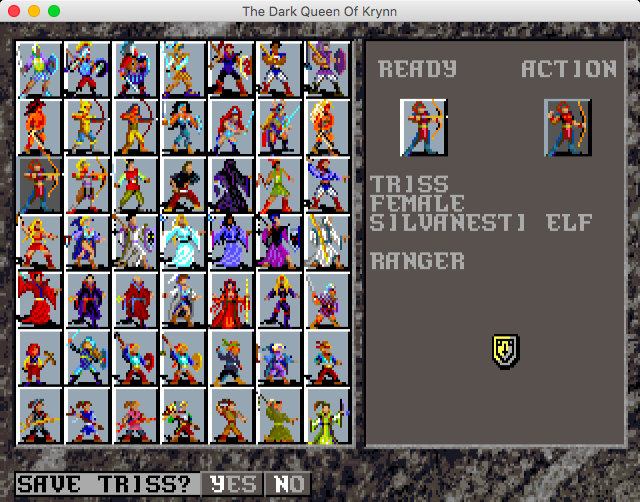 The Dark Queen Of Krynn
READY ACTION
TRISS
FEMALE
SILVANESTI ELF
RANGER
SAVE TRISS? YES NO